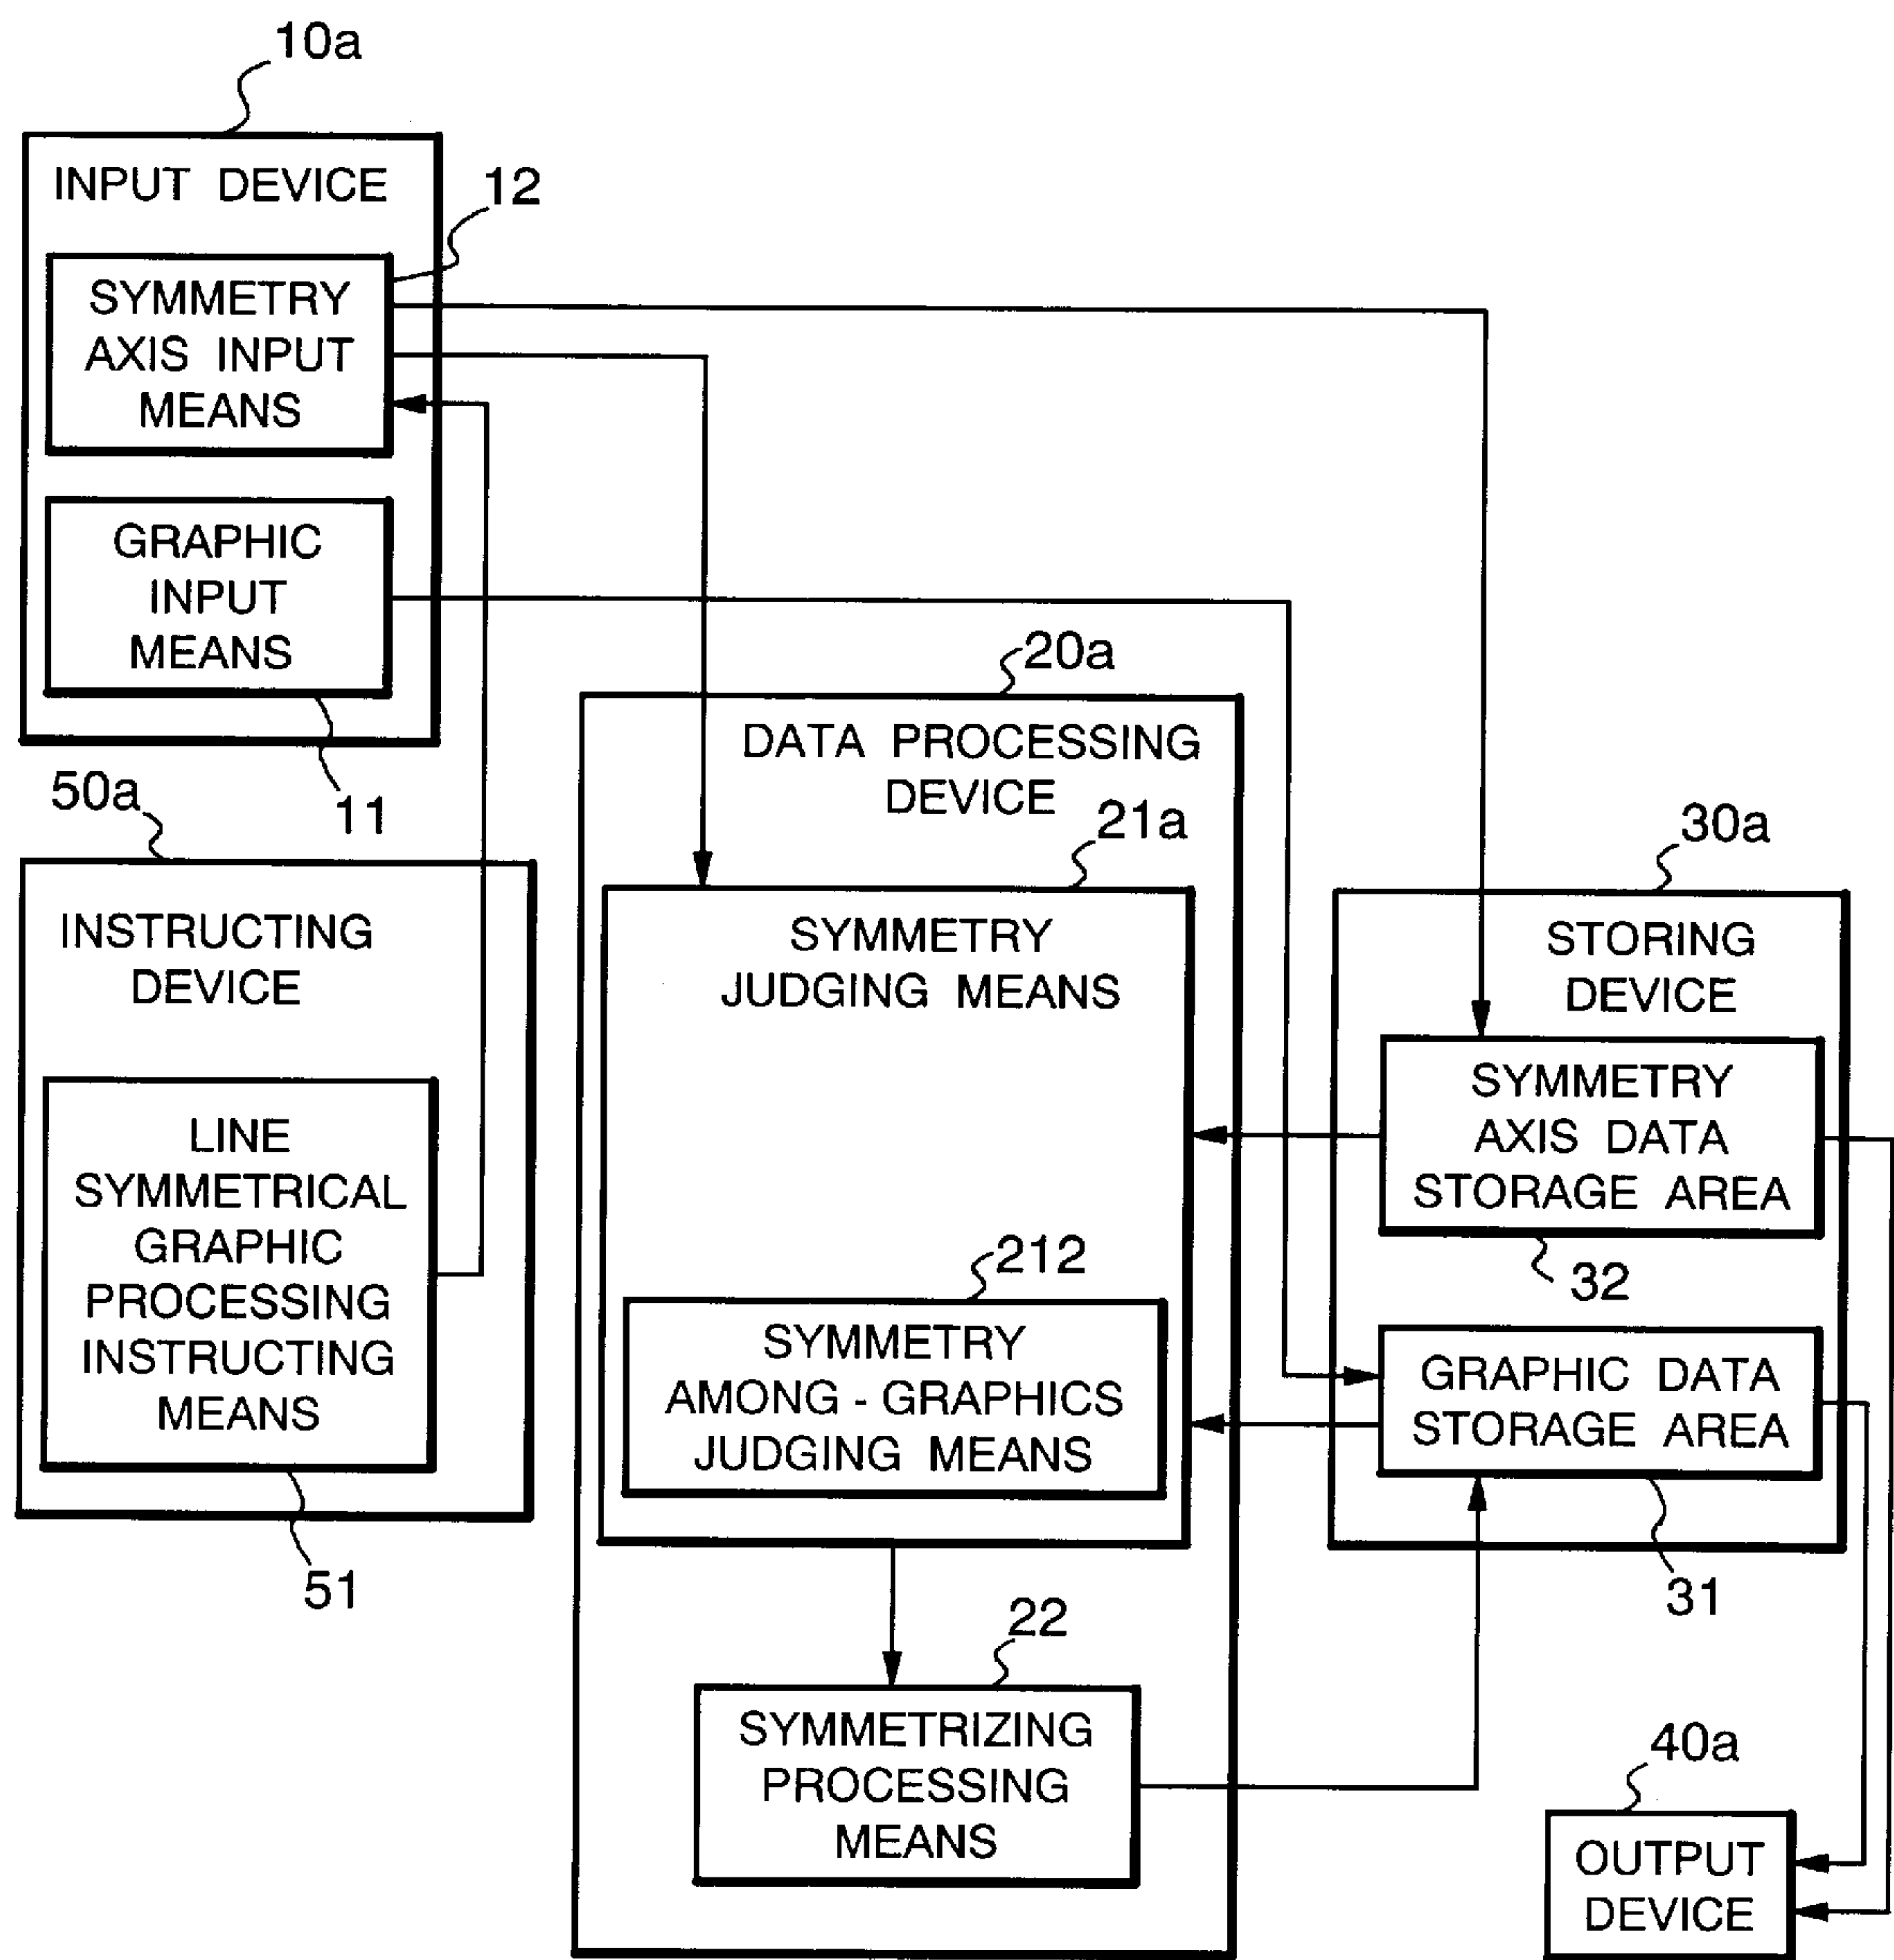 10a
INPUT DEVICE
12
SYMMETRY
AXIS INPUT
MEANS
GRAPHIC
INPUT
MEANS
11
50a
INSTRUCTING
DEVICE
LINE
SYMMETRICAL
GRAPHIC
PROCESSING
INSTRUCTING
MEANS
51
20a
DATA PROCESSING
DEVICE
21a
SYMMETRY
JUDGING MEANS
212
SYMMETRY
AMONG - GRAPHICS
JUDGING MEANS
22
SYMMETRIZING
PROCESSING
MEANS
30a
STORING
DEVICE
SYMMETRY
AXIS DATA
STORAGE AREA
32
GRAPHIC DATA
STORAGE AREA
31
40a
OUTPUT
DEVICE